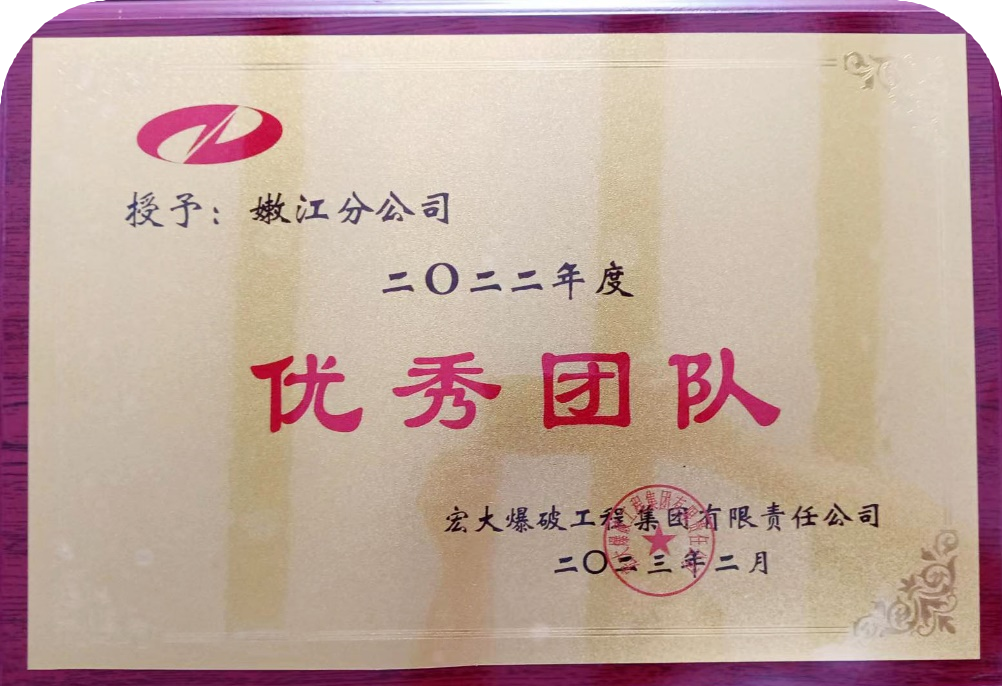 授予：嫩江分公司
二〇二二年度
优秀团队
宏大爆破工程集团有限责任公司
二〇二三年二月